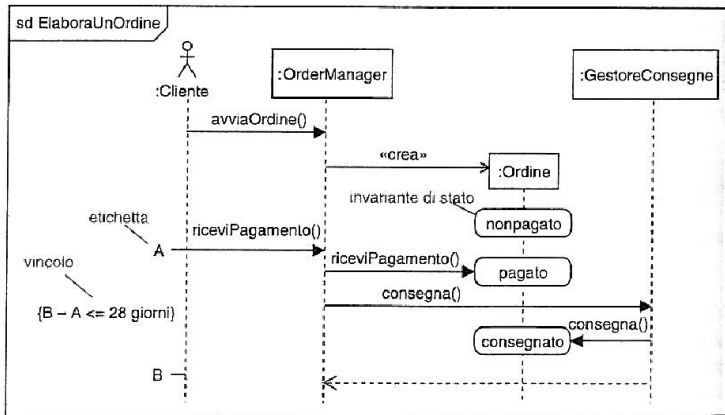 sd ElaboraUnOrdine
:Cliente
:OrderManager
:GestoreConsegne
avviaOrdine()
«crea»
:Ordine
invariante di stato
nonpagato
etichetta
A
riceviPagamento()
riceviPagamento()
pagato
vincolo
consegna()
{B – A <= 28 giorni}
consegna()
consegnato
B